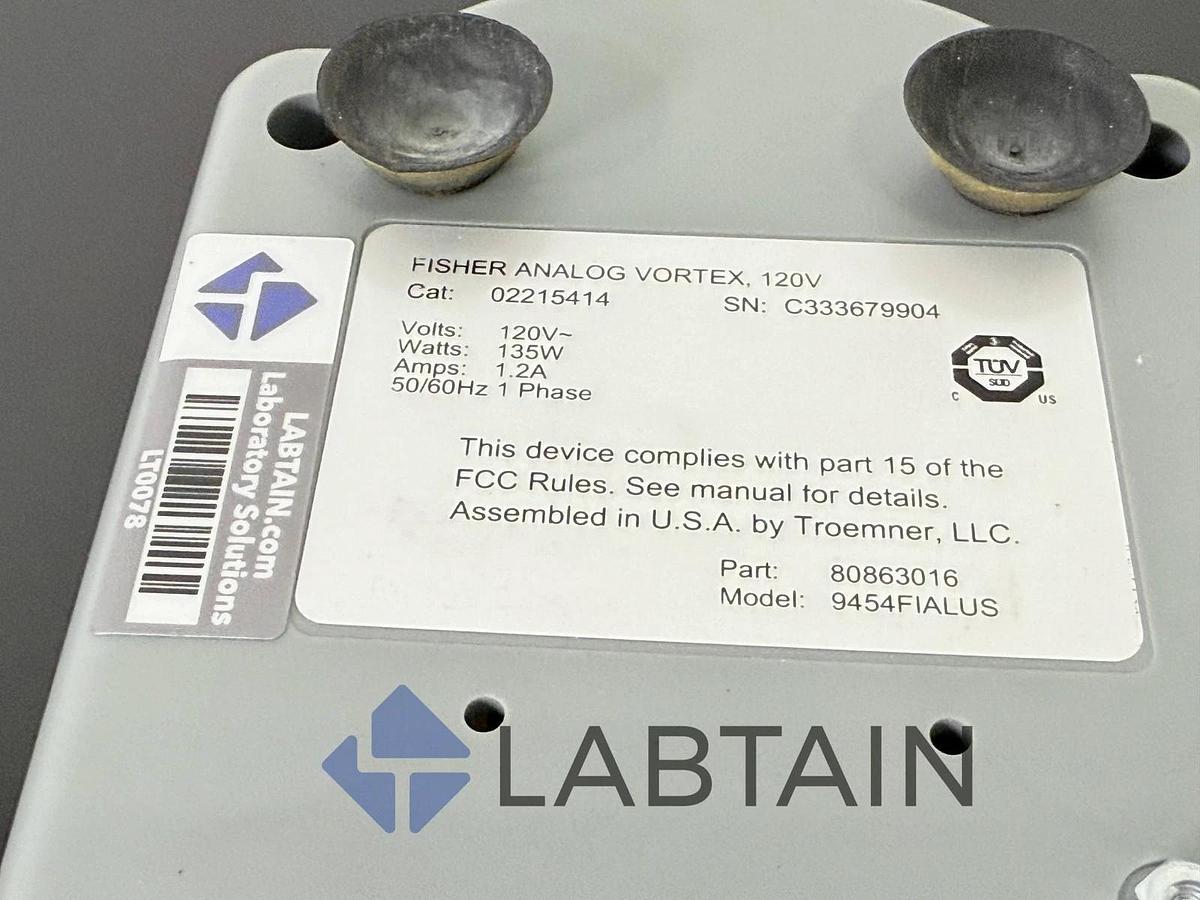 FISHER ANALOG VORTEX, 120V
Cat: 02215414 SN: C333679904
Volts: 120V~
Watts: 135W
Amps: 1.2A
50/60Hz 1 Phase
TÜV
SÜD
C US
This device complies with part 15 of the
FCC Rules. See manual for details.
Assembled in U.S.A. by Troemner, LLC.
Part: 80863016
Model: 9454FIALUS
LABTAIN.com
Laboratory Solutions
LT0078
LABTAIN